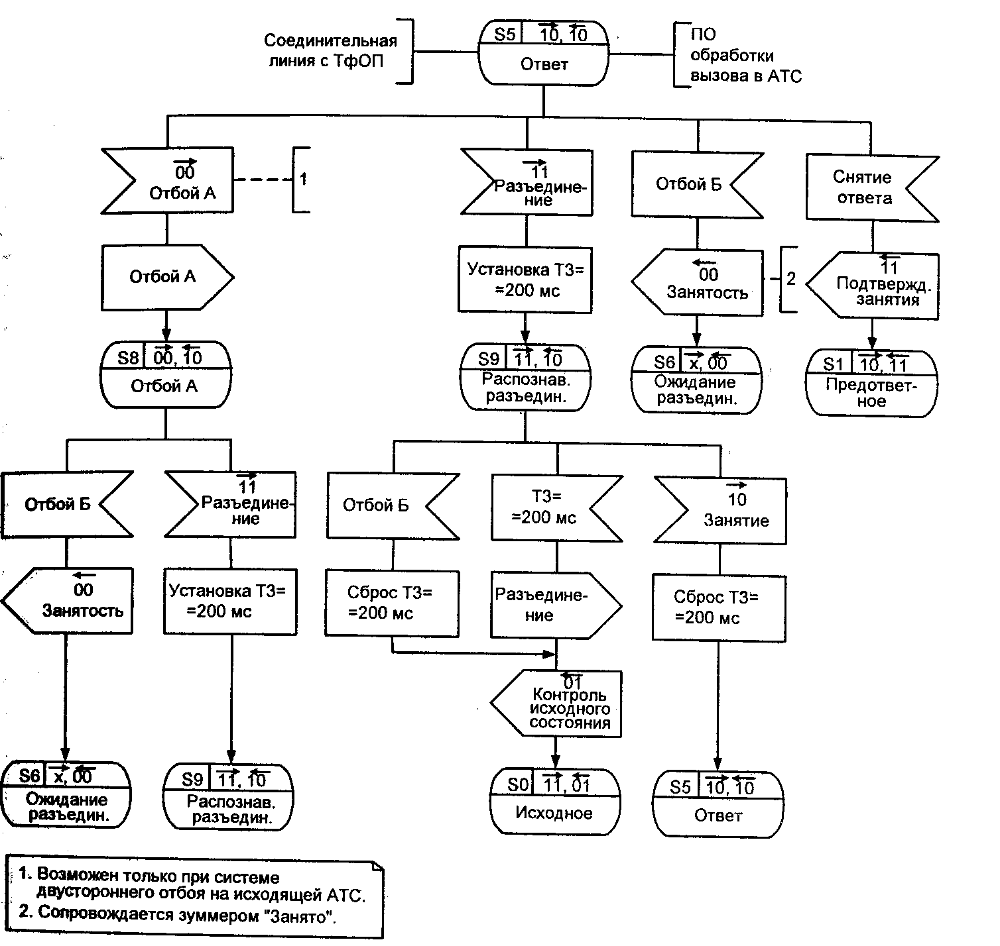 Соединительная
линия с ТфОП
S5 10, 10
Ответ
ПО
обработки
вызова в АТС
00
Отбой А
1
11
Разъедине-
ние
Отбой Б
Снятие
ответа
Отбой А
Установка Т3=
=200 мс
00
Занятость
2
11
Подтвержд.
занятия
S8 00, 10
Отбой А
S9 11, 10
Распознав.
разъедин.
S6 x, 00
Ожидание
разъедин.
S1 10, 11
Предответ-
ное
Отбой Б
11
Разъедине-
ние
Отбой Б
Т3=
=200 мс
10
Занятие
00
Занятость
Установка Т3=
=200 мс
Сброс Т3=
=200 мс
Разъедине-
ние
Сброс Т3=
=200 мс
01
Контроль
исходного
состояния
S6 x, 00
Ожидание
разъедин.
S9 11, 10
Распознав.
разъедин.
S0 11, 01
Исходное
S5 10, 10
Ответ
1. Возможен только при системе
двустороннего отбоя на исходящей АТС.
2. Сопровождается зуммером "Занято".